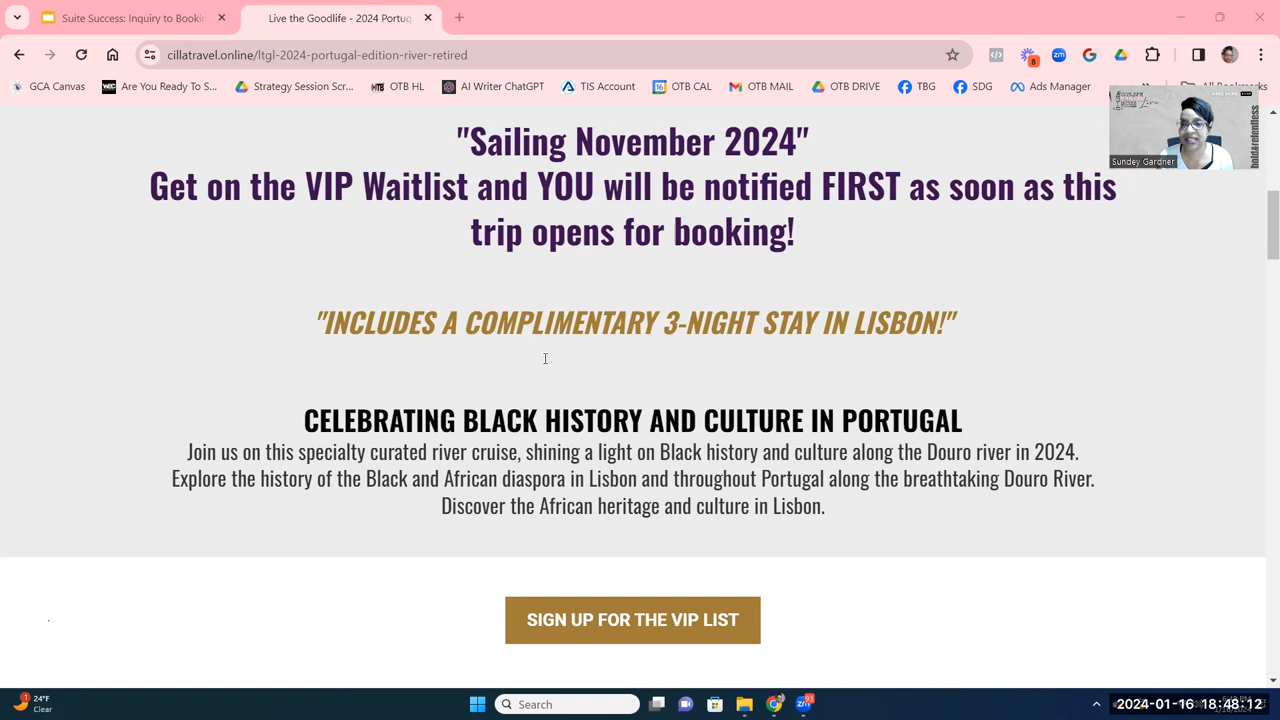 Suite Success: Inquiry to Bookin
Live the Goodlife - 2024 Portug
cillatravel.online/ltgl-2024-portugal-edition-river-retired
8
zm
GCA Canvas
Are You Ready To S...
Strategy Session Scr...
OTB HL
AI Writer ChatGPT
TIS Account
OTB CAL
OTB MAIL
OTB DRIVE
TBG
SDG
Ads Manager
All Bookmarks
"Sailing November 2024"
Get on the VIP Waitlist and YOU will be notified FIRST as soon as this
trip opens for booking!
Sundey Gardner
bold&relentless
"INCLUDES A COMPLIMENTARY 3-NIGHT STAY IN LISBON!"
CELEBRATING BLACK HISTORY AND CULTURE IN PORTUGAL
Join us on this specialty curated river cruise, shining a light on Black history and culture along the Douro river in 2024.
Explore the history of the Black and African diaspora in Lisbon and throughout Portugal along the breathtaking Douro River.
Discover the African heritage and culture in Lisbon.
SIGN UP FOR THE VIP LIST
1
24°F
Clear
Search
2024-01-16 18:48:12